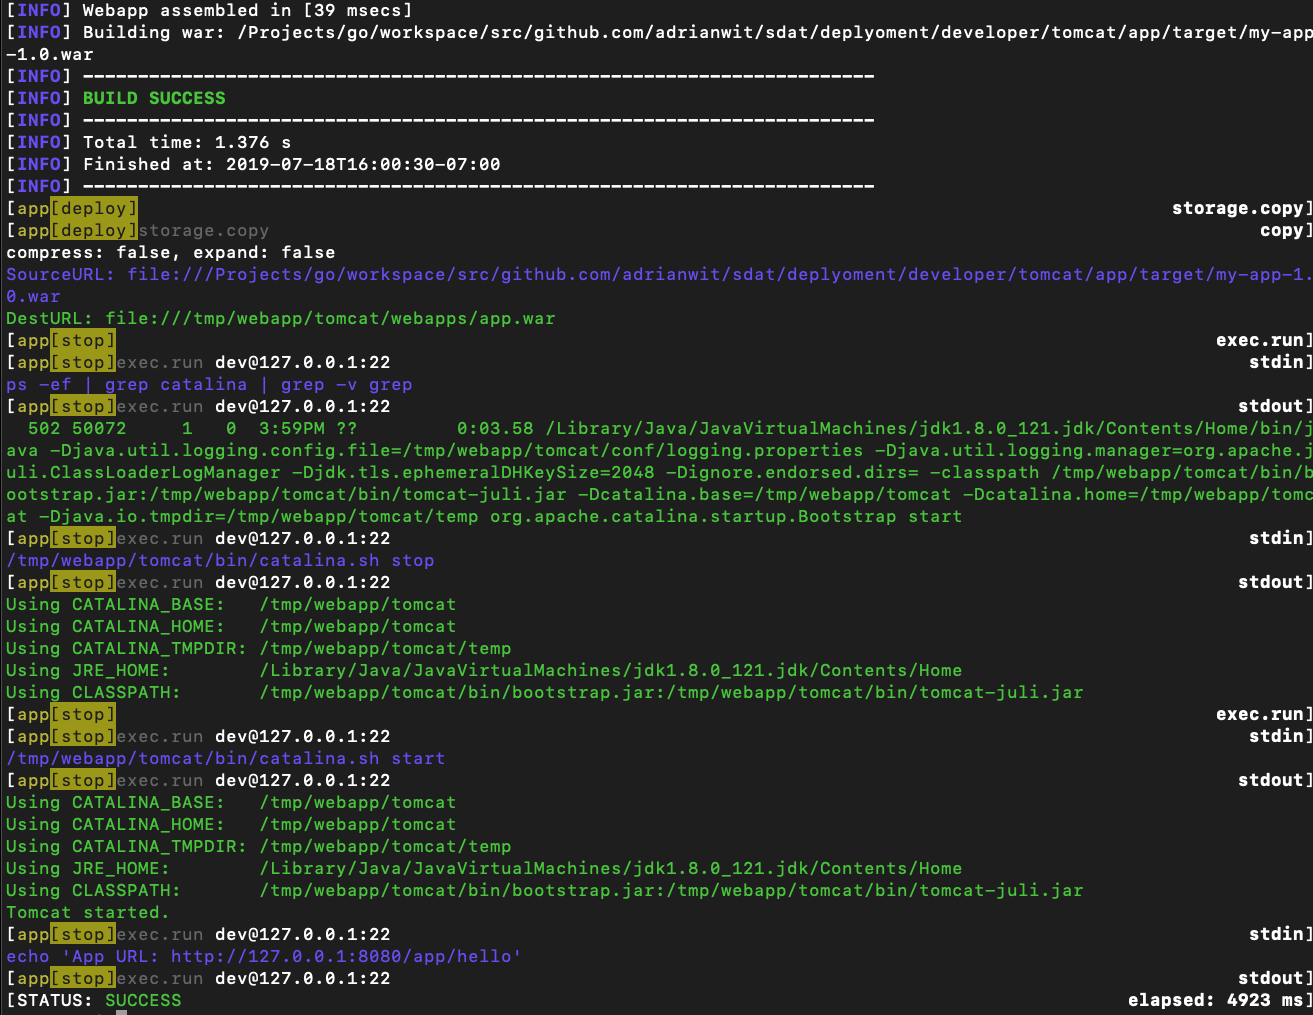 [INFO] Webapp assembled in [39 msecs]
[INFO] Building war: /Projects/go/workspace/src/github.com/adrianwit/sdat/deplyoment/developer/tomcat/app/target/my-app
-1.0.war
[INFO] ------------------------------------------------------------------------
[INFO] BUILD SUCCESS
[INFO] ------------------------------------------------------------------------
[INFO] Total time: 1.376 s
[INFO] Finished at: 2019-07-18T16:00:30-07:00
[INFO] ------------------------------------------------------------------------
[app[deploy] storage.copy]
[app[deploy]storage.copy copy]
compress: false, expand: false
SourceURL: file:///Projects/go/workspace/src/github.com/adrianwit/sdat/deplyoment/developer/tomcat/app/target/my-app-1.
0.war
DestURL: file:///tmp/webapp/tomcat/webapps/app.war
[app[stop] exec.run]
[app[stop]exec.run dev@127.0.0.1:22 stdin]
ps -ef | grep catalina | grep -v grep
[app[stop]exec.run dev@127.0.0.1:22 stdout]
502 50072 1 0 3:59PM ?? 0:03.58 /Library/Java/JavaVirtualMachines/jdk1.8.0_121.jdk/Contents/Home/bin/j
ava -Djava.util.logging.config.file=/tmp/webapp/tomcat/conf/logging.properties -Djava.util.logging.manager=org.apache.j
uli.ClassLoaderLogManager -Djdk.tls.ephemeralDHKeySize=2048 -Dignore.endorsed.dirs= -classpath /tmp/webapp/tomcat/bin/b
ootstrap.jar:/tmp/webapp/tomcat/bin/tomcat-juli.jar -Dcatalina.base=/tmp/webapp/tomcat -Dcatalina.home=/tmp/webapp/tomc
at -Djava.io.tmpdir=/tmp/webapp/tomcat/temp org.apache.catalina.startup.Bootstrap start
[app[stop]exec.run dev@127.0.0.1:22 stdin]
/tmp/webapp/tomcat/bin/catalina.sh stop
[app[stop]exec.run dev@127.0.0.1:22 stdout]
Using CATALINA_BASE: /tmp/webapp/tomcat
Using CATALINA_HOME: /tmp/webapp/tomcat
Using CATALINA_TMPDIR: /tmp/webapp/tomcat/temp
Using JRE_HOME: /Library/Java/JavaVirtualMachines/jdk1.8.0_121.jdk/Contents/Home
Using CLASSPATH: /tmp/webapp/tomcat/bin/bootstrap.jar:/tmp/webapp/tomcat/bin/tomcat-juli.jar
[app[stop] exec.run]
[app[stop]exec.run dev@127.0.0.1:22 stdin]
/tmp/webapp/tomcat/bin/catalina.sh start
[app[stop]exec.run dev@127.0.0.1:22 stdout]
Using CATALINA_BASE: /tmp/webapp/tomcat
Using CATALINA_HOME: /tmp/webapp/tomcat
Using CATALINA_TMPDIR: /tmp/webapp/tomcat/temp
Using JRE_HOME: /Library/Java/JavaVirtualMachines/jdk1.8.0_121.jdk/Contents/Home
Using CLASSPATH: /tmp/webapp/tomcat/bin/bootstrap.jar:/tmp/webapp/tomcat/bin/tomcat-juli.jar
Tomcat started.
[app[stop]exec.run dev@127.0.0.1:22 stdin]
echo 'App URL: http://127.0.0.1:8080/app/hello'
[app[stop]exec.run dev@127.0.0.1:22 stdout]
[STATUS: SUCCESS elapsed: 4923 ms]